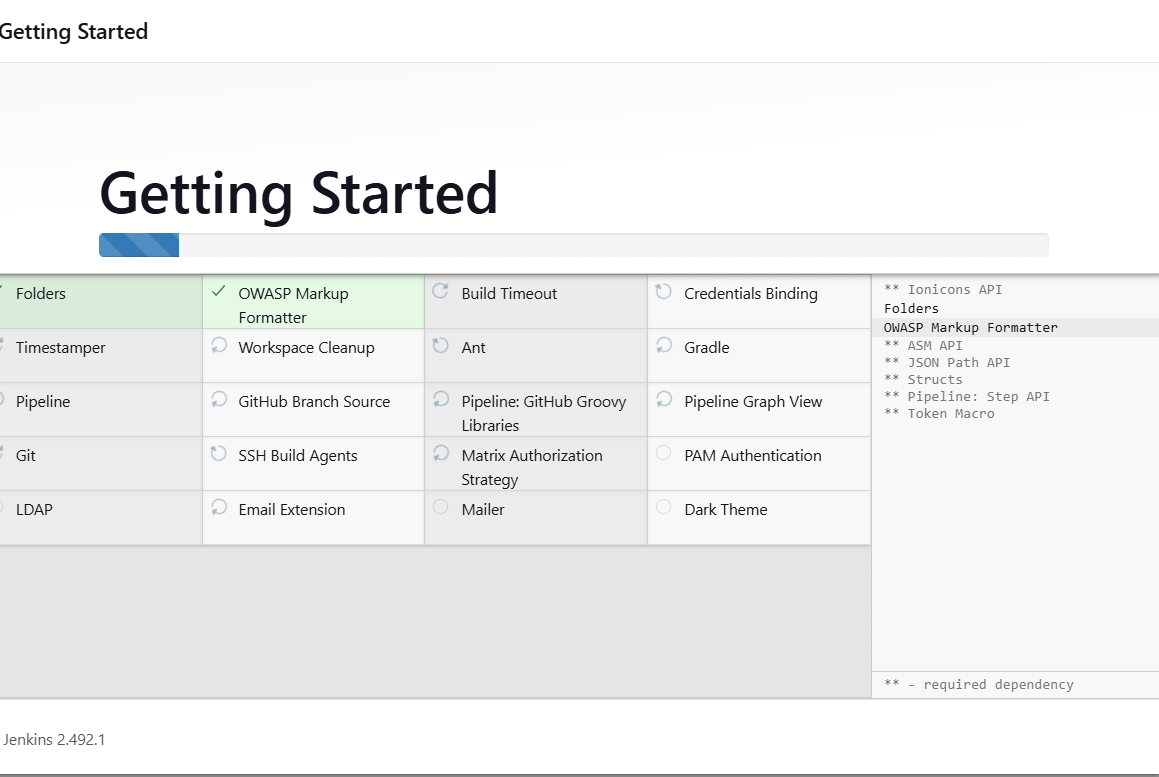 Getting Started
Getting Started
Folders
OWASP Markup
Formatter
Build Timeout
Credentials Binding
Timestamper
Workspace Cleanup
Ant
Gradle
Pipeline
GitHub Branch Source
Pipeline: GitHub Groovy
Libraries
Pipeline Graph View
Git
SSH Build Agents
Matrix Authorization
Strategy
PAM Authentication
LDAP
Email Extension
Mailer
Dark Theme
** Ionicons API
Folders
OWASP Markup Formatter
** ASM API
** JSON Path API
** Structs
** Pipeline: Step API
** Token Macro
** - required dependency
Jenkins 2.492.1